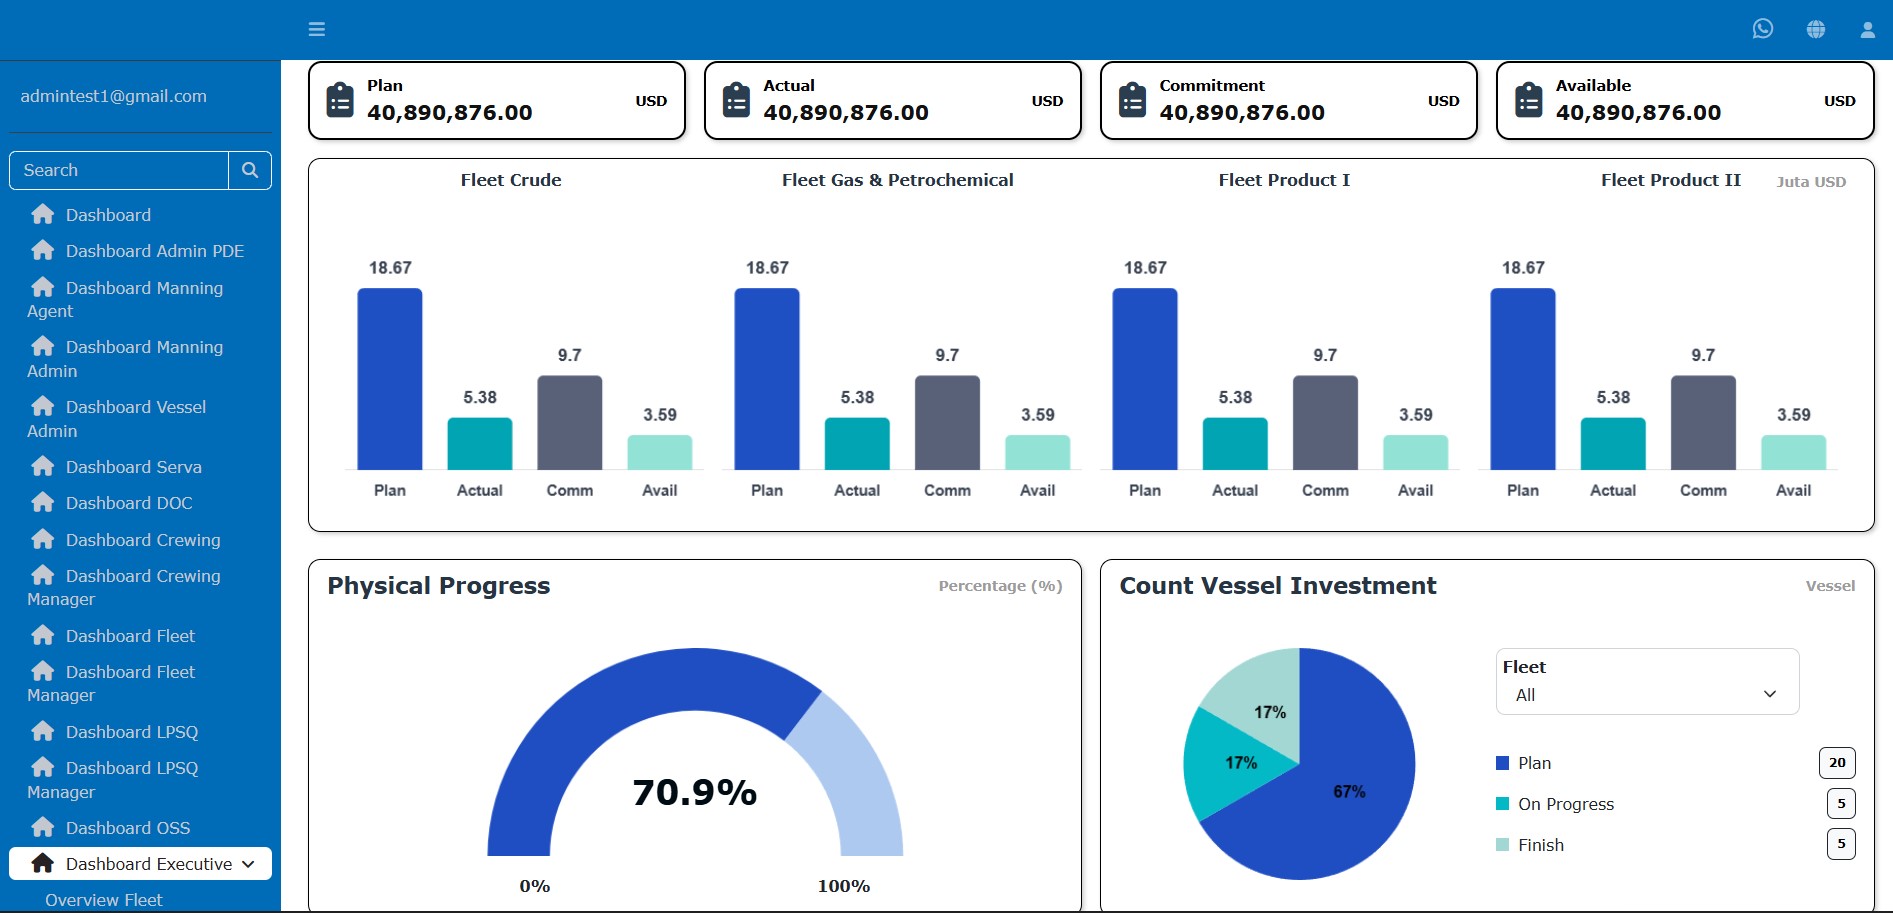 admintest1@gmail.com
Search
Dashboard
Dashboard Admin PDE
Dashboard Manning
Agent
Dashboard Manning
Admin
Dashboard Vessel
Admin
Dashboard Serva
Dashboard DOC
Dashboard Crewing
Dashboard Crewing
Manager
Dashboard Fleet
Dashboard Fleet
Manager
Dashboard LPSQ
Dashboard LPSQ
Manager
Dashboard OSS
Dashboard Executive
Overview Fleet
Plan
40,890,876.00 USD
Actual
40,890,876.00 USD
Commitment
40,890,876.00 USD
Available
40,890,876.00 USD
Fleet Crude
18.67
5.38
9.7
3.59
Plan Actual Comm Avail
Fleet Gas & Petrochemical
18.67
5.38
9.7
3.59
Plan Actual Comm Avail
Fleet Product I
18.67
5.38
9.7
3.59
Plan Actual Comm Avail
Fleet Product II
Juta USD
18.67
5.38
9.7
3.59
Plan Actual Comm Avail
Physical Progress
Percentage (%)
70.9%
0% 100%
Count Vessel Investment
Vessel
17%
17%
67%
Fleet
All
Plan 20
On Progress 5
Finish 5